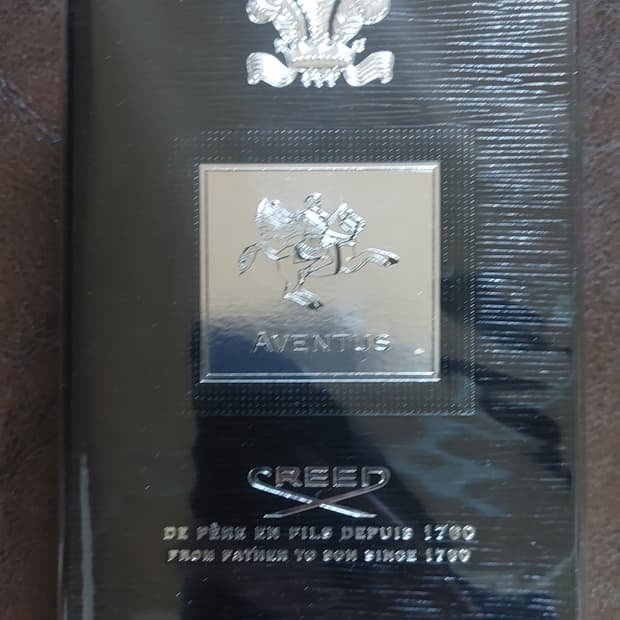 AVENTUS
CREED
DE PÈRE EN FILS DEPUIS 1760
FROM FATHER TO SON SINCE 1760